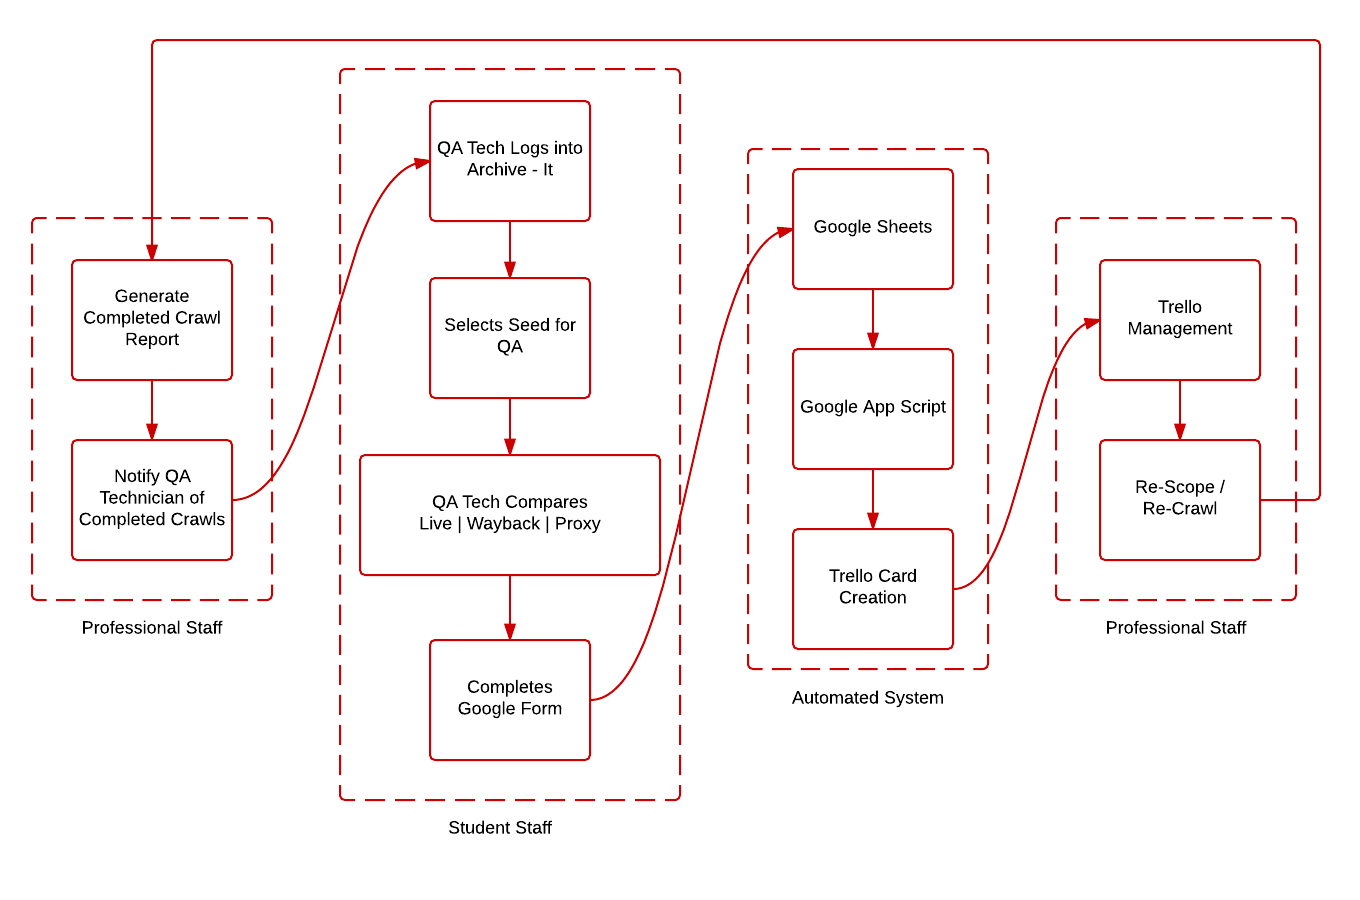 Generate
Completed Crawl
Report
Notify QA
Technician of
Completed Crawls
Professional Staff
QA Tech Logs into
Archive - It
Selects Seed for
QA
QA Tech Compares
Live | Wayback | Proxy
Completes
Google Form
Student Staff
Google Sheets
Google App Script
Trello Card
Creation
Automated System
Trello
Management
Re-Scope /
Re-Crawl
Professional Staff